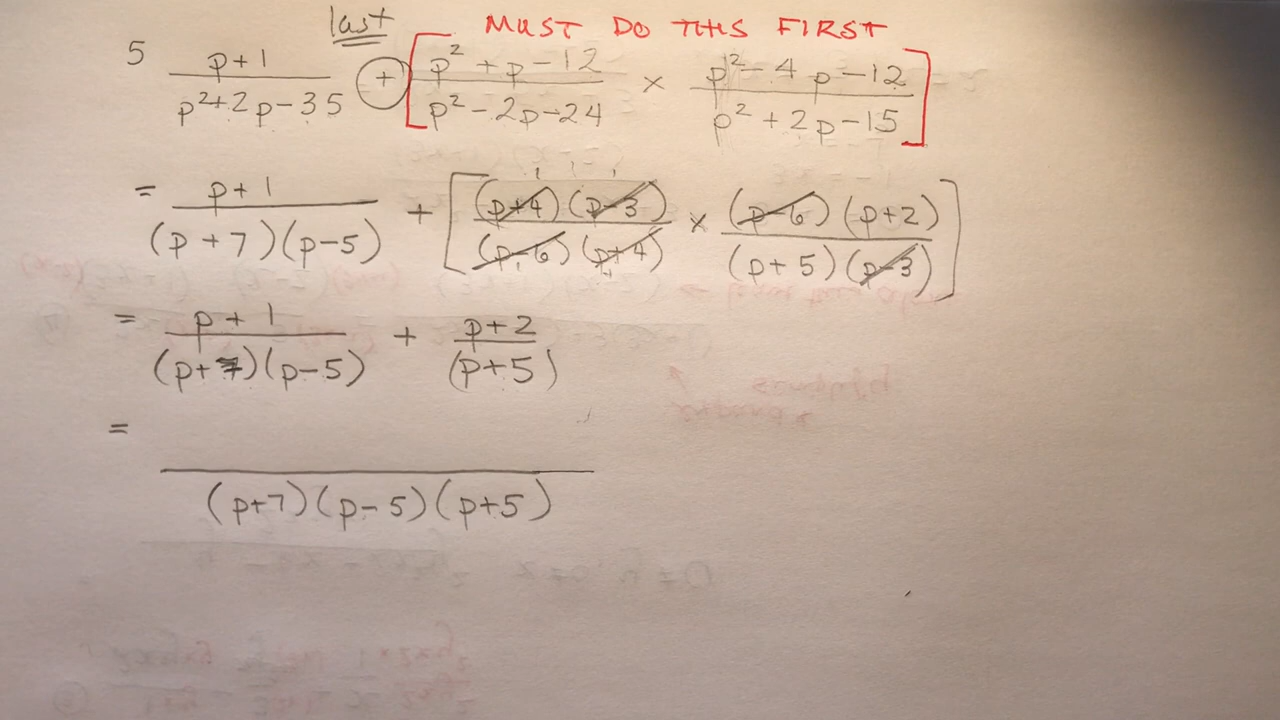 last MUST DO THIS FIRST
5 p+1 / p²+2p-35 + [ p²+p-12 / p²-2p-24 × p²-4p-12 / p²+2p-15 ]
= p+1 / (p+7)(p-5) + [ (p+4)(p-3) / (p-6)(p+4) × (p-6)(p+2) / (p+5)(p-3) ]
= p+1 / (p+7)(p-5) + p+2 / (p+5)
=
(p+7)(p-5)(p+5)